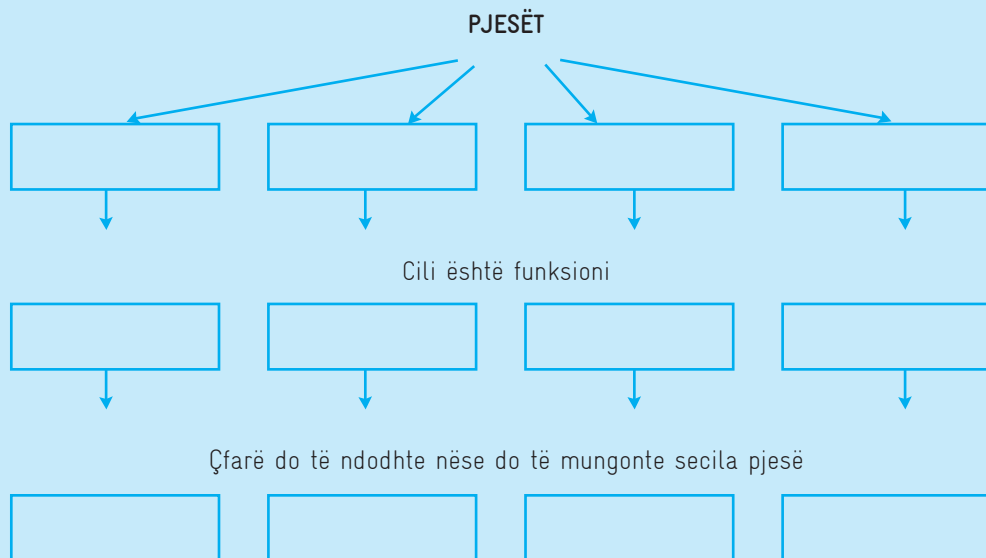 PJESËT
Cili është funksioni
Çfarë do të ndodhte nëse do të mungonte secila pjesë